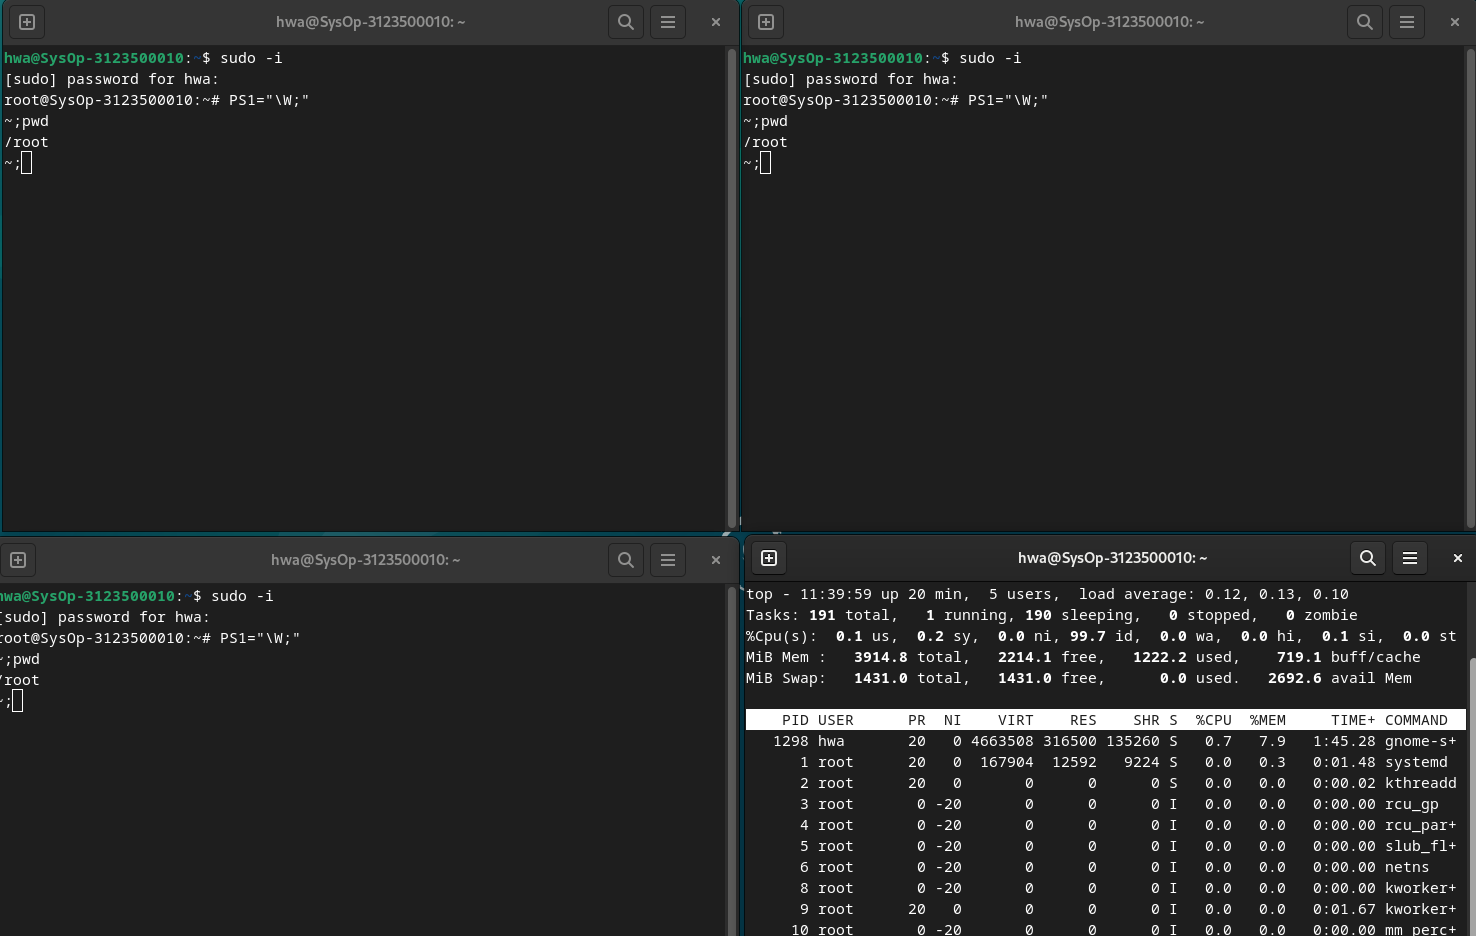 hwa@SysOp-3123500010: ~
hwa@SysOp-3123500010:~$ sudo -i
[sudo] password for hwa:
root@SysOp-3123500010:~# PS1="\W;"
~;pwd
/root
~;
hwa@SysOp-3123500010: ~
hwa@SysOp-3123500010:~$ sudo -i
[sudo] password for hwa:
root@SysOp-3123500010:~# PS1="\W;"
~;pwd
/root
~;
hwa@SysOp-3123500010: ~
hwa@SysOp-3123500010:~$ sudo -i
[sudo] password for hwa:
root@SysOp-3123500010:~# PS1="\W;"
~;pwd
/root
~;
hwa@SysOp-3123500010: ~
top - 11:39:59 up 20 min,  5 users,  load average: 0.12, 0.13, 0.10
Tasks: 191 total,   1 running, 190 sleeping,   0 stopped,   0 zombie
%Cpu(s):  0.1 us,  0.2 sy,  0.0 ni, 99.7 id,  0.0 wa,  0.0 hi,  0.1 si,  0.0 st
MiB Mem :   3914.8 total,   2214.1 free,   1222.2 used,    719.1 buff/cache
MiB Swap:   1431.0 total,   1431.0 free,      0.0 used.   2692.6 avail Mem
PID USER      PR  NI    VIRT    RES    SHR S  %CPU  %MEM     TIME+ COMMAND
1298 hwa       20   0 4663508 316500 135260 S   0.7   7.9   1:45.28 gnome-s+
1 root      20   0  167904  12592   9224 S   0.0   0.3   0:01.48 systemd
2 root      20   0       0      0      0 S   0.0   0.0   0:00.02 kthreadd
3 root       0 -20       0      0      0 I   0.0   0.0   0:00.00 rcu_gp
4 root       0 -20       0      0      0 I   0.0   0.0   0:00.00 rcu_par+
5 root       0 -20       0      0      0 I   0.0   0.0   0:00.00 slub_fl+
6 root       0 -20       0      0      0 I   0.0   0.0   0:00.00 netns
8 root       0 -20       0      0      0 I   0.0   0.0   0:00.00 kworker+
9 root      20   0       0      0      0 I   0.0   0.0   0:01.67 kworker+
10 root       0 -20       0      0      0 I   0.0   0.0   0:00.00 mm_perc+